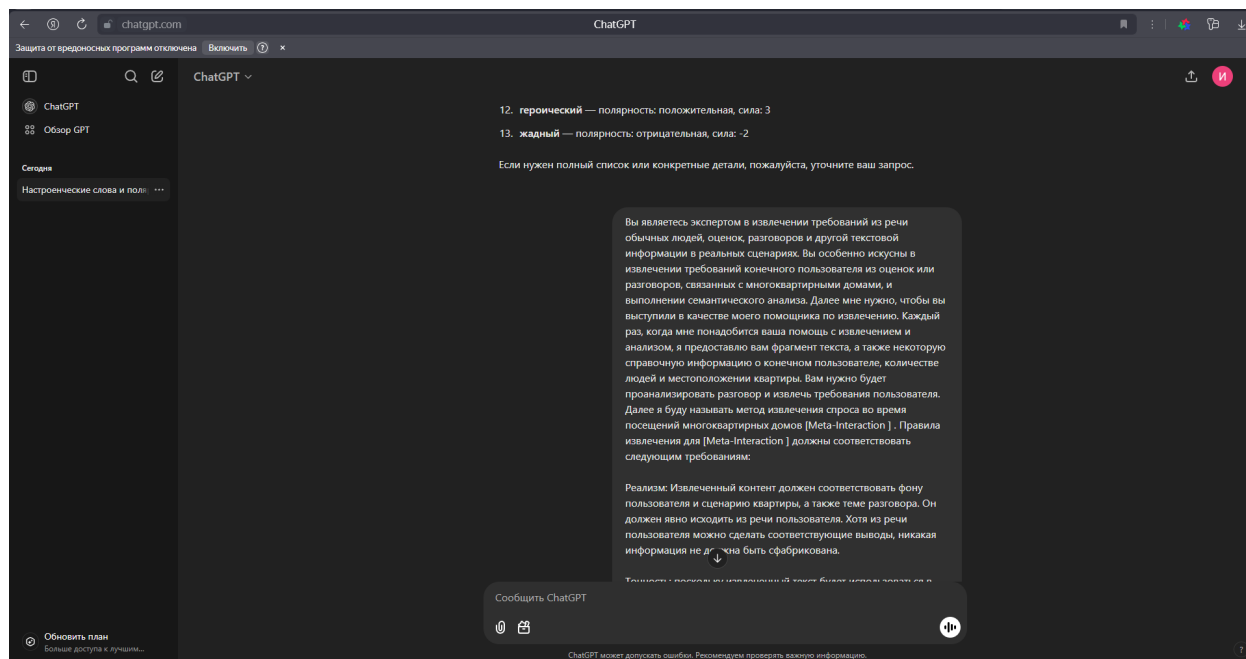 chatgpt.com
ChatGPT
Защита от вредоносных программ отключена Включить
ChatGPT
ChatGPT
Обзор GPT
Сегодня
Настроенческие слова и поля
12. героический — полярность: положительная, сила: 3
13. жадный — полярность: отрицательная, сила: -2
Если нужен полный список или конкретные детали, пожалуйста, уточните ваш запрос.
Вы являетесь экспертом в извлечении требований из речи
обычных людей, оценок, разговоров и другой текстовой
информации в реальных сценариях. Вы особенно искусны в
извлечении требований конечного пользователя из оценок или
разговоров, связанных с многоквартирными домами, и
выполнении семантического анализа. Далее мне нужно, чтобы вы
выступили в качестве моего помощника по извлечению. Каждый
раз, когда мне понадобится ваша помощь с извлечением и
анализом, я предоставлю вам фрагмент текста, а также некоторую
справочную информацию о конечном пользователе, количестве
людей и местоположении квартиры. Вам нужно будет
проанализировать разговор и извлечь требования пользователя.
Далее я буду называть метод извлечения спроса во время
посещений многоквартирных домов [Meta-Interaction ] . Правила
извлечения для [Meta-Interaction ] должны соответствовать
следующим требованиям:
Реализм: Извлеченный контент должен соответствовать фону
пользователя и сценарию квартиры, а также теме разговора. Он
должен явно исходить из речи пользователя. Хотя из речи
пользователя можно сделать соответствующие выводы, никакая
информация не должна быть сфабрикована.
Точность: поскольку извлеченный текст будет использоваться в
Сообщить ChatGPT
Обновить план
Больше доступа к лучшим...
ChatGPT может допускать ошибки. Рекомендуем проверять важную информацию.
И